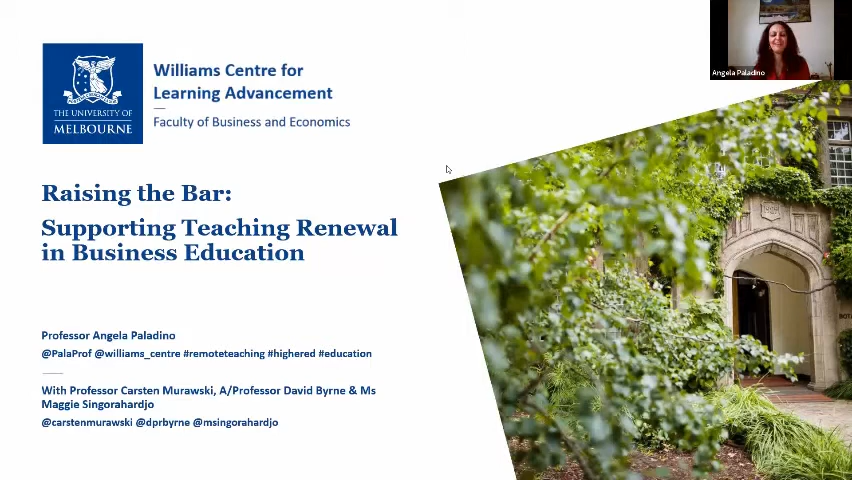 Angela Paladino
THE UNIVERSITY OF
MELBOURNE
Williams Centre for
Learning Advancement
Faculty of Business and Economics
Raising the Bar:
Supporting Teaching Renewal
in Business Education
Professor Angela Paladino
@PalaProf @williams_centre #remoteteaching #highered #education
With Professor Carsten Murawski, A/Professor David Byrne & Ms
Maggie Singorahardjo
@carstenmurawski @dprbyrne @msingorahardjo